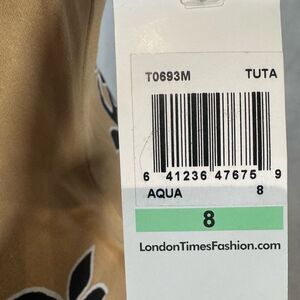 T0693M TUTA
6 41236 47675 9
AQUA 8
8
LondonTimesFashion.com